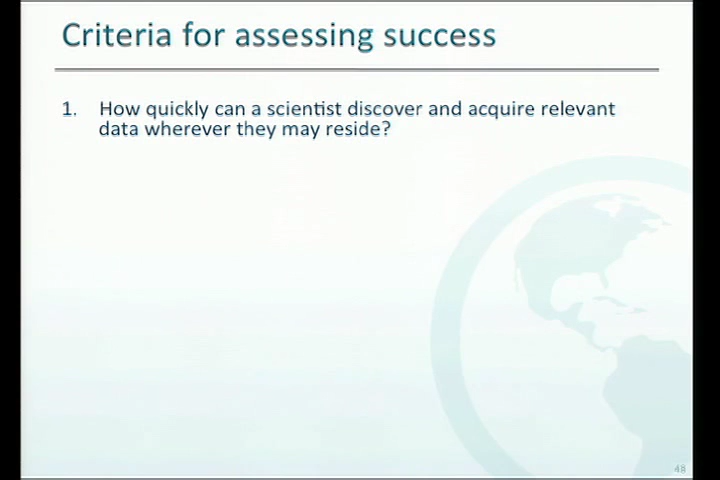 Criteria for assessing success
1. How quickly can a scientist discover and acquire relevant
data wherever they may reside?
48